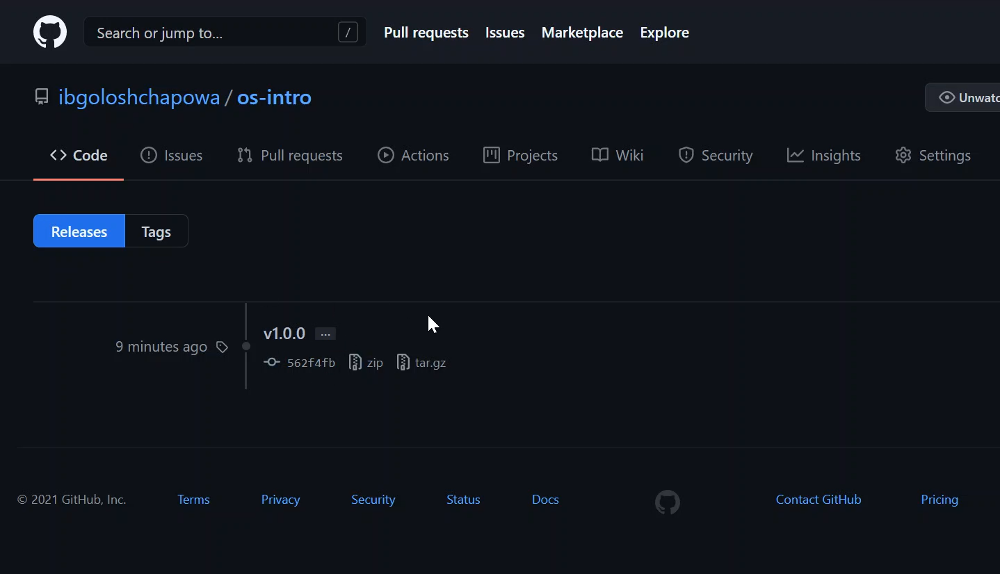 Search or jump to... / Pull requests Issues Marketplace Explore
ibgoloshchapowa / os-intro Unwatc
Code Issues Pull requests Actions Projects Wiki Security Insights Settings
Releases Tags
v1.0.0 ...
9 minutes ago
562f4fb zip tar.gz
© 2021 GitHub, Inc. Terms Privacy Security Status Docs Contact GitHub Pricing